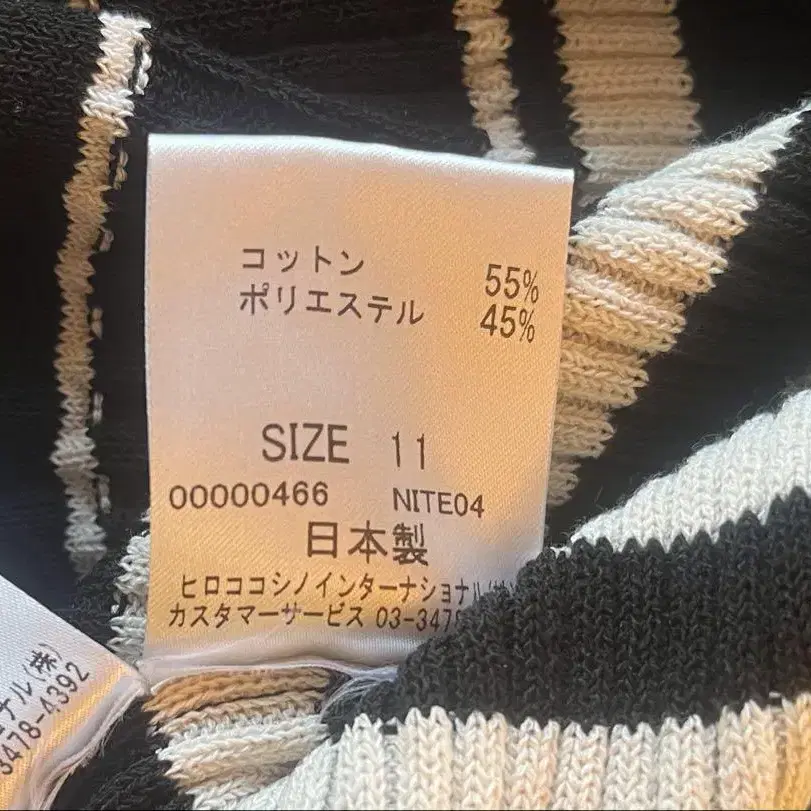 コットン 55%
ポリエステル 45%
SIZE 11
00000466 NITE04
日本製
ヒロココシノインターナショナル(株)
カスタマーサービス 03-3478
ナル(株)
3478-4392